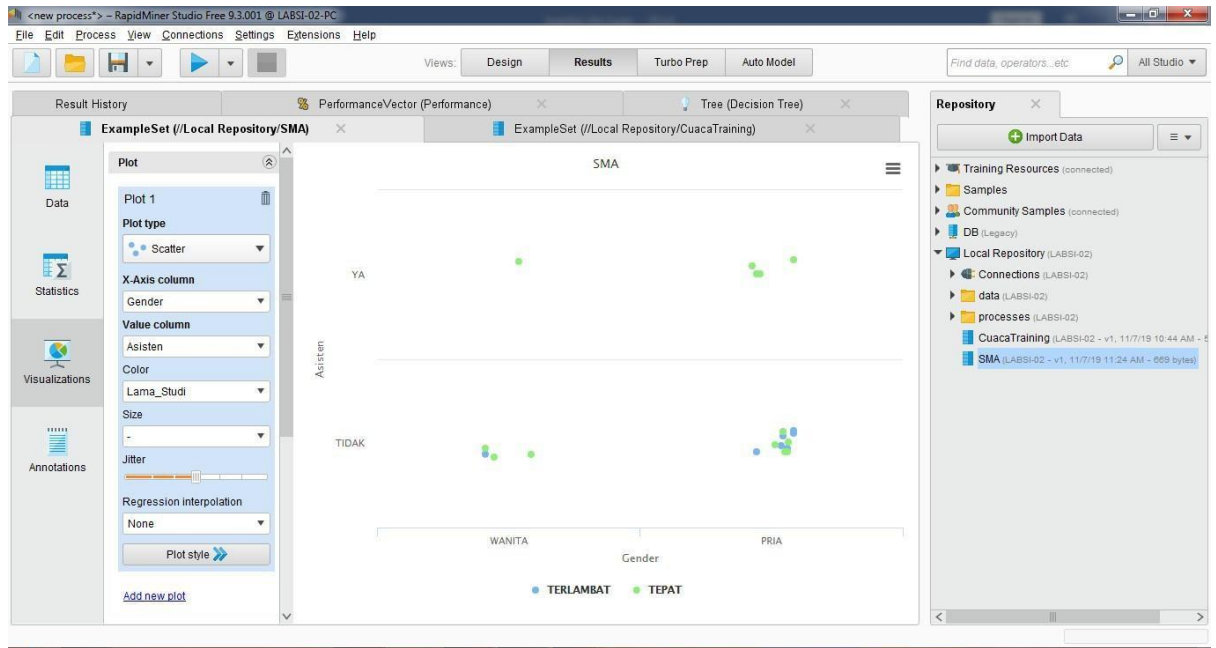 <new process*> – RapidMiner Studio Free 9.3.001 @ LABSI-02-PC
File Edit Process View Connections Settings Extensions Help
Views: Design Results Turbo Prep Auto Model
Find data, operators...etc All Studio
Result History PerformanceVector (Performance) Tree (Decision Tree)
ExampleSet (//Local Repository/SMA) ExampleSet (//Local Repository/CuacaTraining)
Data
Statistics
Visualizations
Annotations
Plot
Plot 1
Plot type
Scatter
X-Axis column
Gender
Value column
Asisten
Color
Lama_Studi
Size
-
Jitter
Regression interpolation
None
Plot style
Add new plot
SMA
Asisten
YA
TIDAK
WANITA PRIA
Gender
TERLAMBAT TEPAT
Repository
Import Data
Training Resources (connected)
Samples
Community Samples (connected)
DB (Legacy)
Local Repository (LABSI-02)
Connections (LABSI-02)
data (LABSI-02)
processes (LABSI-02)
CuacaTraining (LABSI-02 - v1, 11/7/19 10:44 AM -
SMA (LABSI-02 - v1, 11/7/19 11:24 AM - 669 bytes)